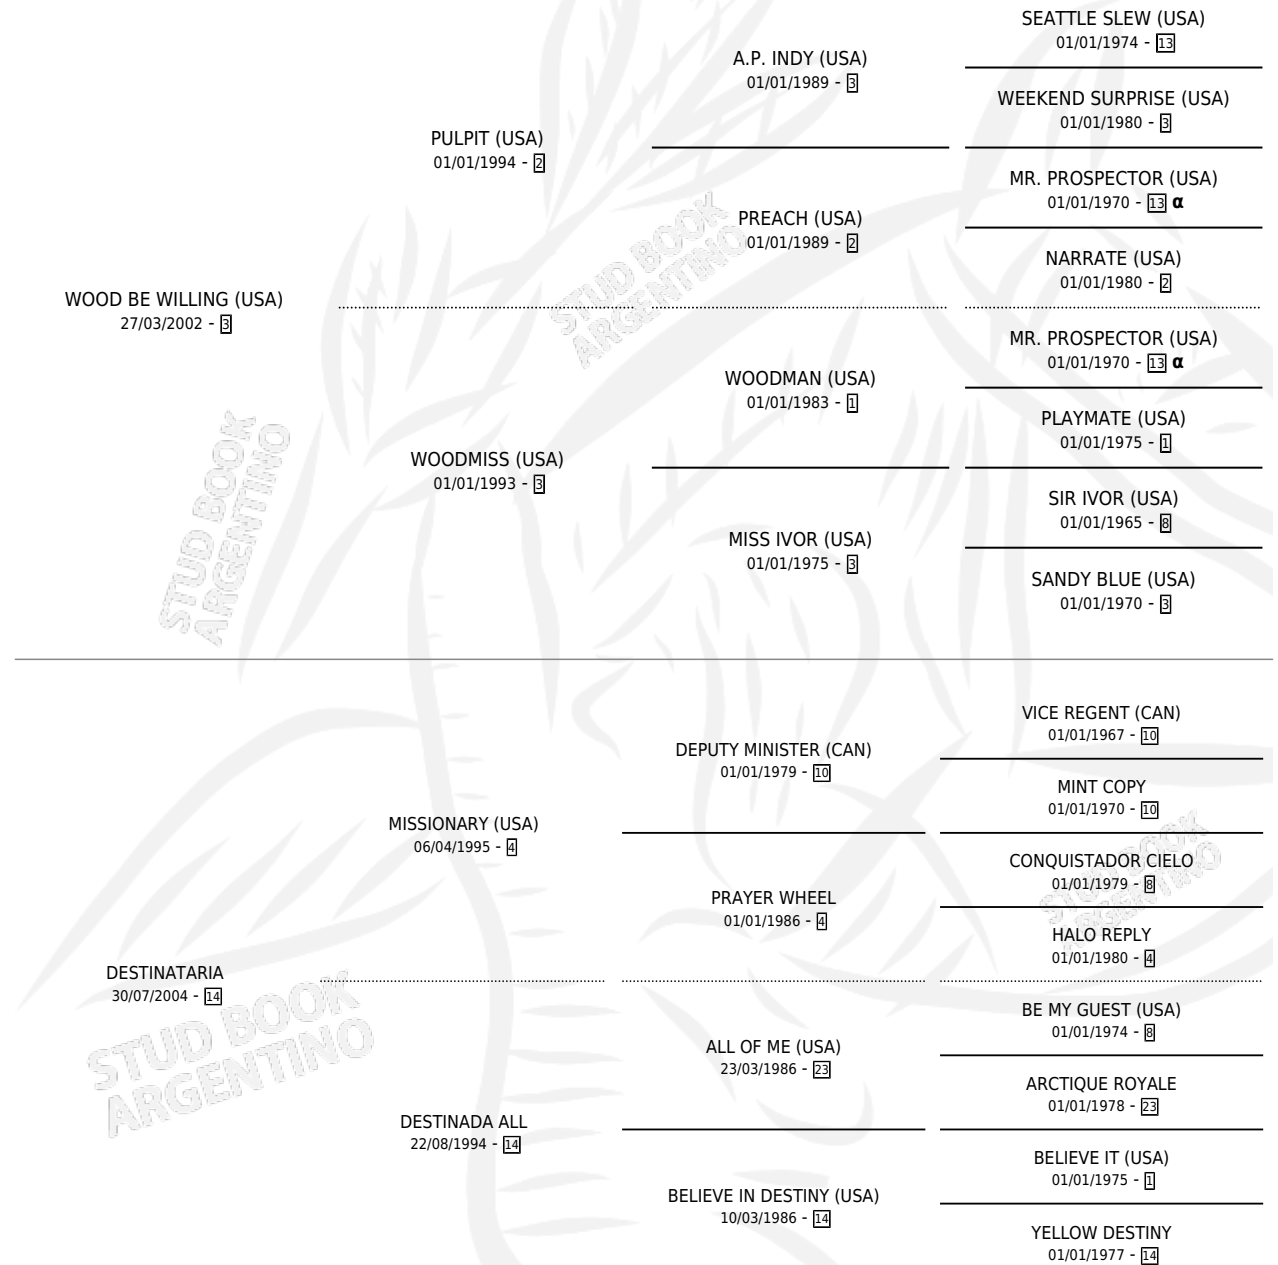 SEATTLE SLEW (USA)
01/01/1974 - 13
A.P. INDY (USA)
01/01/1989 - 3
WEEKEND SURPRISE (USA)
01/01/1980 - 3
PULPIT (USA)
01/01/1994 - 2
MR. PROSPECTOR (USA)
01/01/1970 - 13 α
PREACH (USA)
01/01/1989 - 2
NARRATE (USA)
01/01/1980 - 2
WOOD BE WILLING (USA)
27/03/2002 - 3
MR. PROSPECTOR (USA)
01/01/1970 - 13 α
WOODMAN (USA)
01/01/1983 - 1
PLAYMATE (USA)
01/01/1975 - 1
WOODMISS (USA)
01/01/1993 - 3
SIR IVOR (USA)
01/01/1965 - 8
MISS IVOR (USA)
01/01/1975 - 3
SANDY BLUE (USA)
01/01/1970 - 3
VICE REGENT (CAN)
01/01/1967 - 10
DEPUTY MINISTER (CAN)
01/01/1979 - 10
MINT COPY
01/01/1970 - 10
MISSIONARY (USA)
06/04/1995 - 4
CONQUISTADOR CIELO
01/01/1979 - 8
PRAYER WHEEL
01/01/1986 - 4
HALO REPLY
01/01/1980 - 4
DESTINATARIA
30/07/2004 - 14
BE MY GUEST (USA)
01/01/1974 - 8
ALL OF ME (USA)
23/03/1986 - 23
ARCTIQUE ROYALE
01/01/1978 - 23
DESTINADA ALL
22/08/1994 - 14
BELIEVE IT (USA)
01/01/1975 - 1
BELIEVE IN DESTINY (USA)
10/03/1986 - 14
YELLOW DESTINY
01/01/1977 - 14
STUD BOOK
ARGENTINO
STUD BOOK
ARGENTINO
STUD BOOK
ARGENTINO
STUD BOOK
ARGENTINO